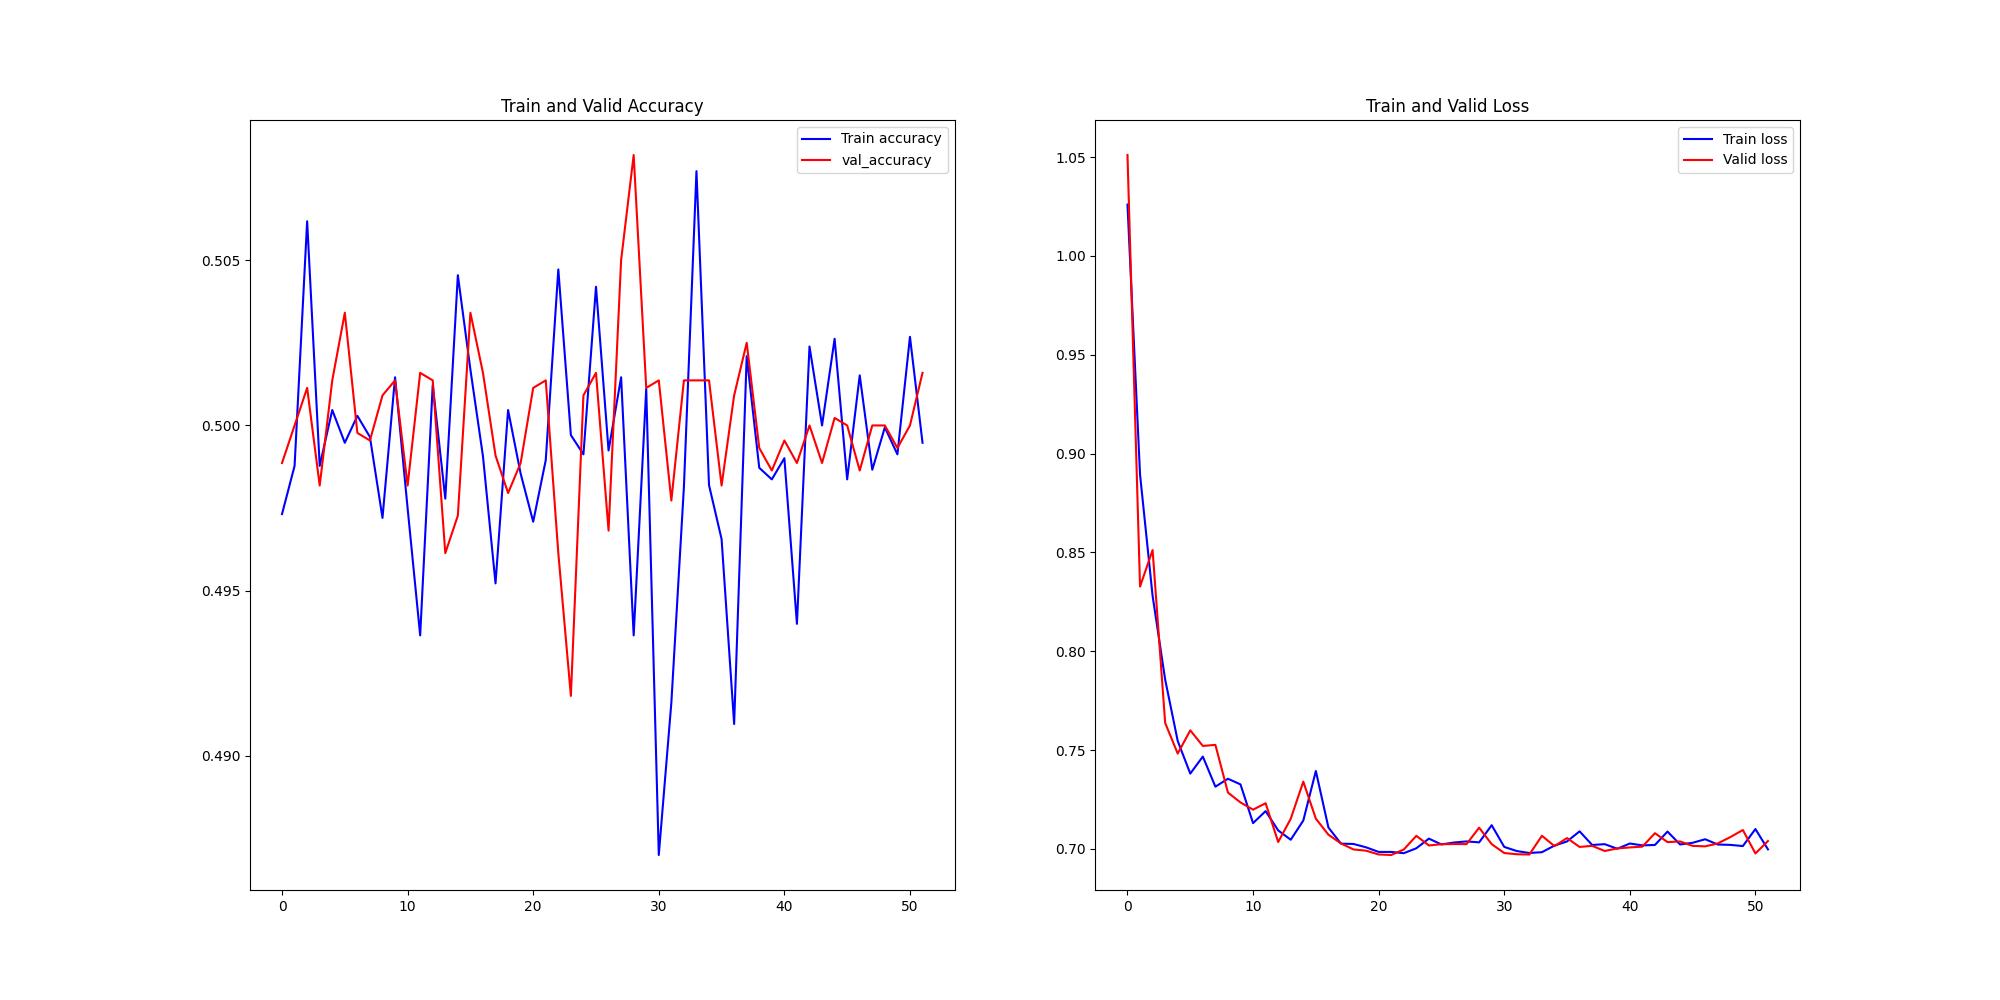 Train and Valid Accuracy
Train accuracy
val_accuracy
0.505
0.500
0.495
0.490
0 10 20 30 40 50
Train and Valid Loss
Train loss
Valid loss
1.05
1.00
0.95
0.90
0.85
0.80
0.75
0.70
0 10 20 30 40 50